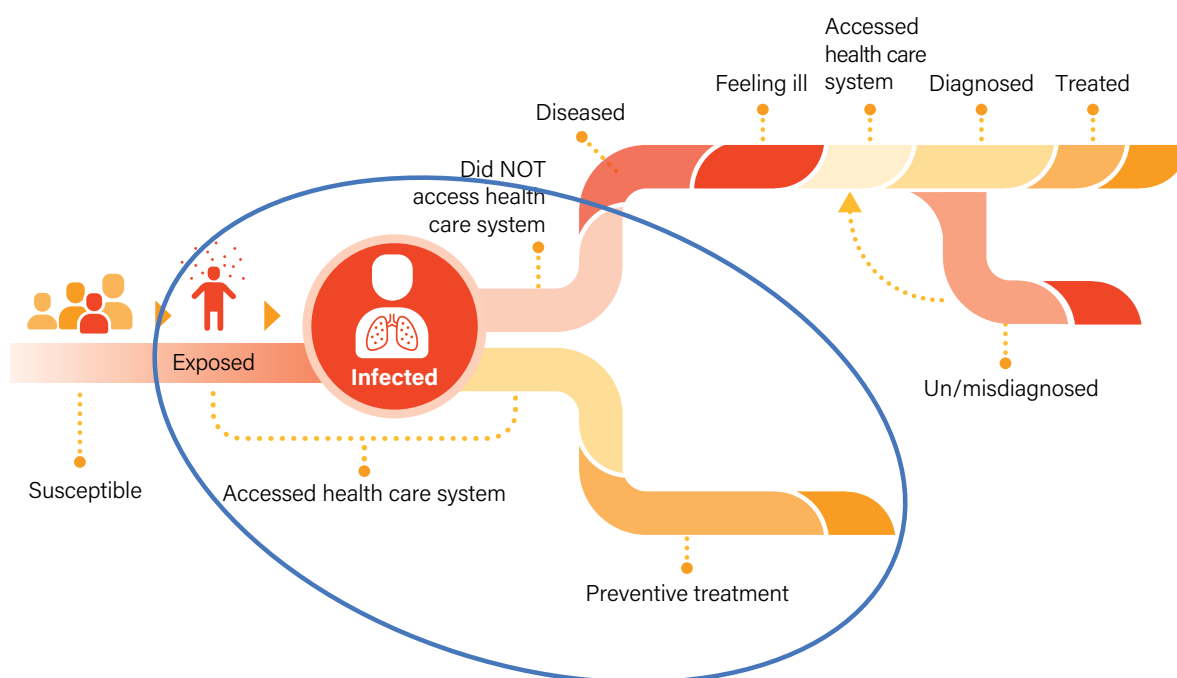 Accessed
health care
system
Feeling ill
Diagnosed
Treated
Diseased
Did NOT
access health
care system
Exposed
Infected
Un/misdiagnosed
Susceptible
Accessed health care system
Preventive treatment